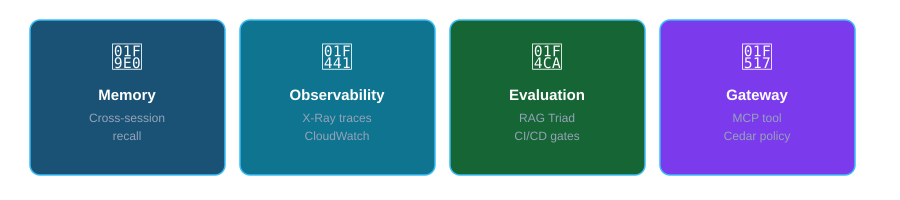 Memory
Cross-session
recall
Observability
X-Ray traces
CloudWatch
Evaluation
RAG Triad
CI/CD gates
Gateway
MCP tool
Cedar policy